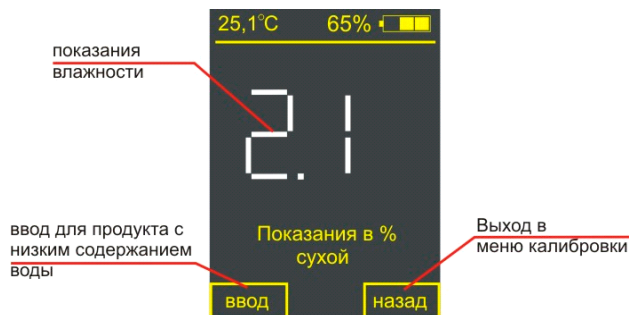 25,1°C 65%
показания
влажности
2.1
ввод для продукта с
низким содержанием
воды
Показания в %
сухой
Выход в
меню калибровки
ввод назад